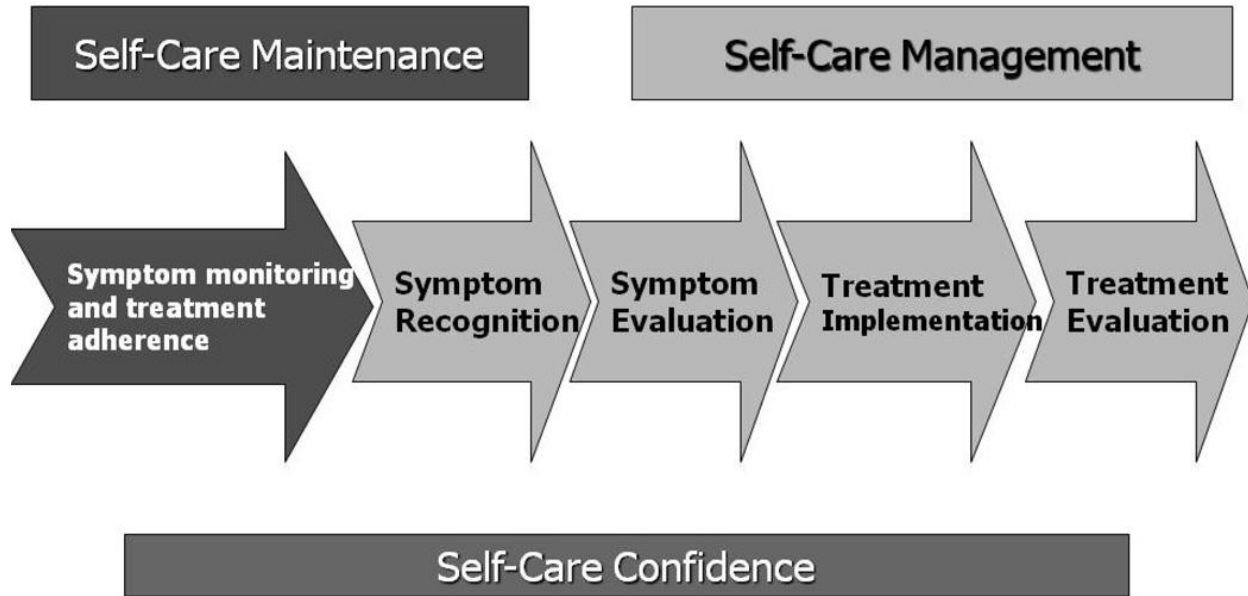 Self-Care Maintenance
Self-Care Management
Symptom monitoring
and treatment
adherence
Symptom
Recognition
Symptom
Evaluation
Treatment
Implementation
Treatment
Evaluation
Self-Care Confidence